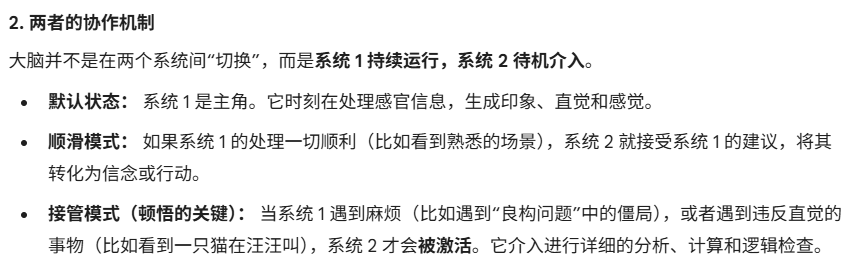 2. 两者的协作机制
大脑并不是在两个系统间“切换”，而是系统 1 持续运行，系统 2 待机介入。
• 默认状态： 系统 1 是主角。它时刻在处理感官信息，生成印象、直觉和感觉。
• 顺滑模式： 如果系统 1 的处理一切顺利（比如看到熟悉的场景），系统 2 就接受系统 1 的建议，将其
转化为信念或行动。
• 接管模式（顿悟的关键）： 当系统 1 遇到麻烦（比如遇到“良构问题”中的僵局），或者遇到违反直觉的
事物（比如看到一只猫在汪汪叫），系统 2 才会被激活。它介入进行详细的分析、计算和逻辑检查。